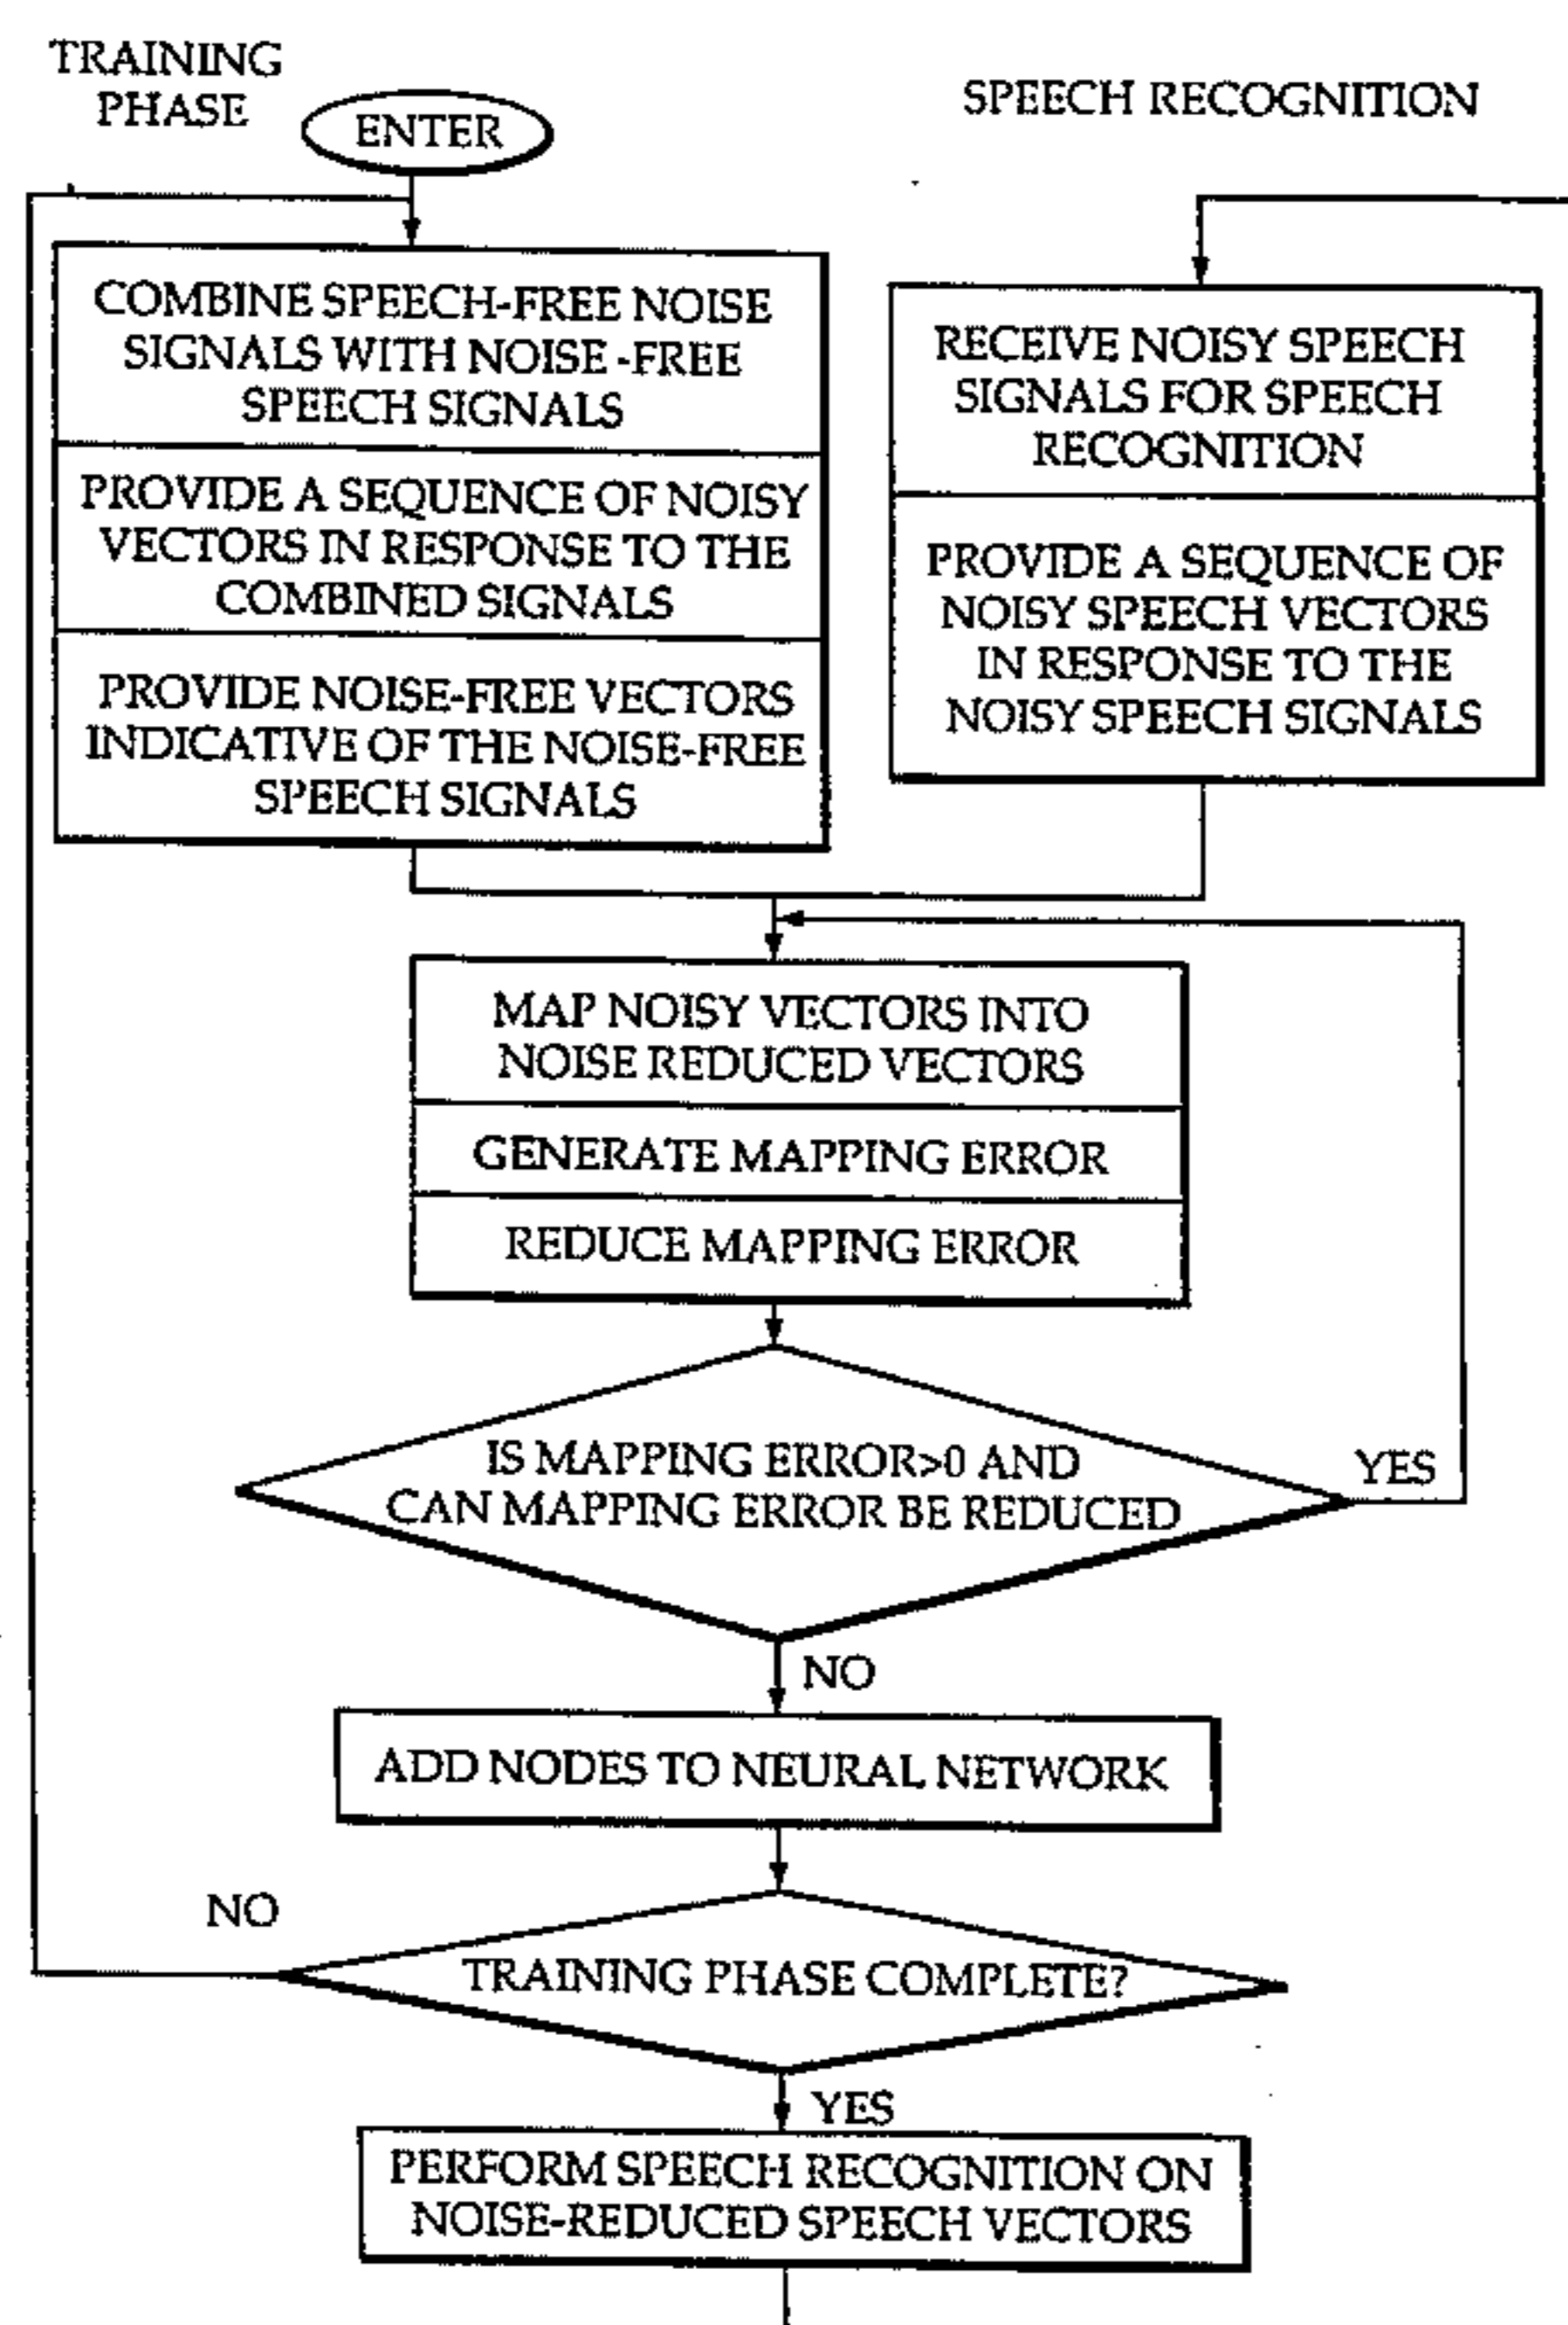 TRAINING
PHASE
ENTER
SPEECH RECOGNITION
COMBINE SPEECH-FREE NOISE
SIGNALS WITH NOISE -FREE
SPEECH SIGNALS
PROVIDE A SEQUENCE OF NOISY
VECTORS IN RESPONSE TO THE
COMBINED SIGNALS
PROVIDE NOISE-FREE VECTORS
INDICATIVE OF THE NOISE-FREE
SPEECH SIGNALS
RECEIVE NOISY SPEECH
SIGNALS FOR SPEECH
RECOGNITION
PROVIDE A SEQUENCE OF
NOISY SPEECH VECTORS
IN RESPONSE TO THE
NOISY SPEECH SIGNALS
MAP NOISY VECTORS INTO
NOISE REDUCED VECTORS
GENERATE MAPPING ERROR
REDUCE MAPPING ERROR
IS MAPPING ERROR>0 AND
CAN MAPPING ERROR BE REDUCED
YES
NO
ADD NODES TO NEURAL NETWORK
NO
TRAINING PHASE COMPLETE?
YES
PERFORM SPEECH RECOGNITION ON
NOISE-REDUCED SPEECH VECTORS